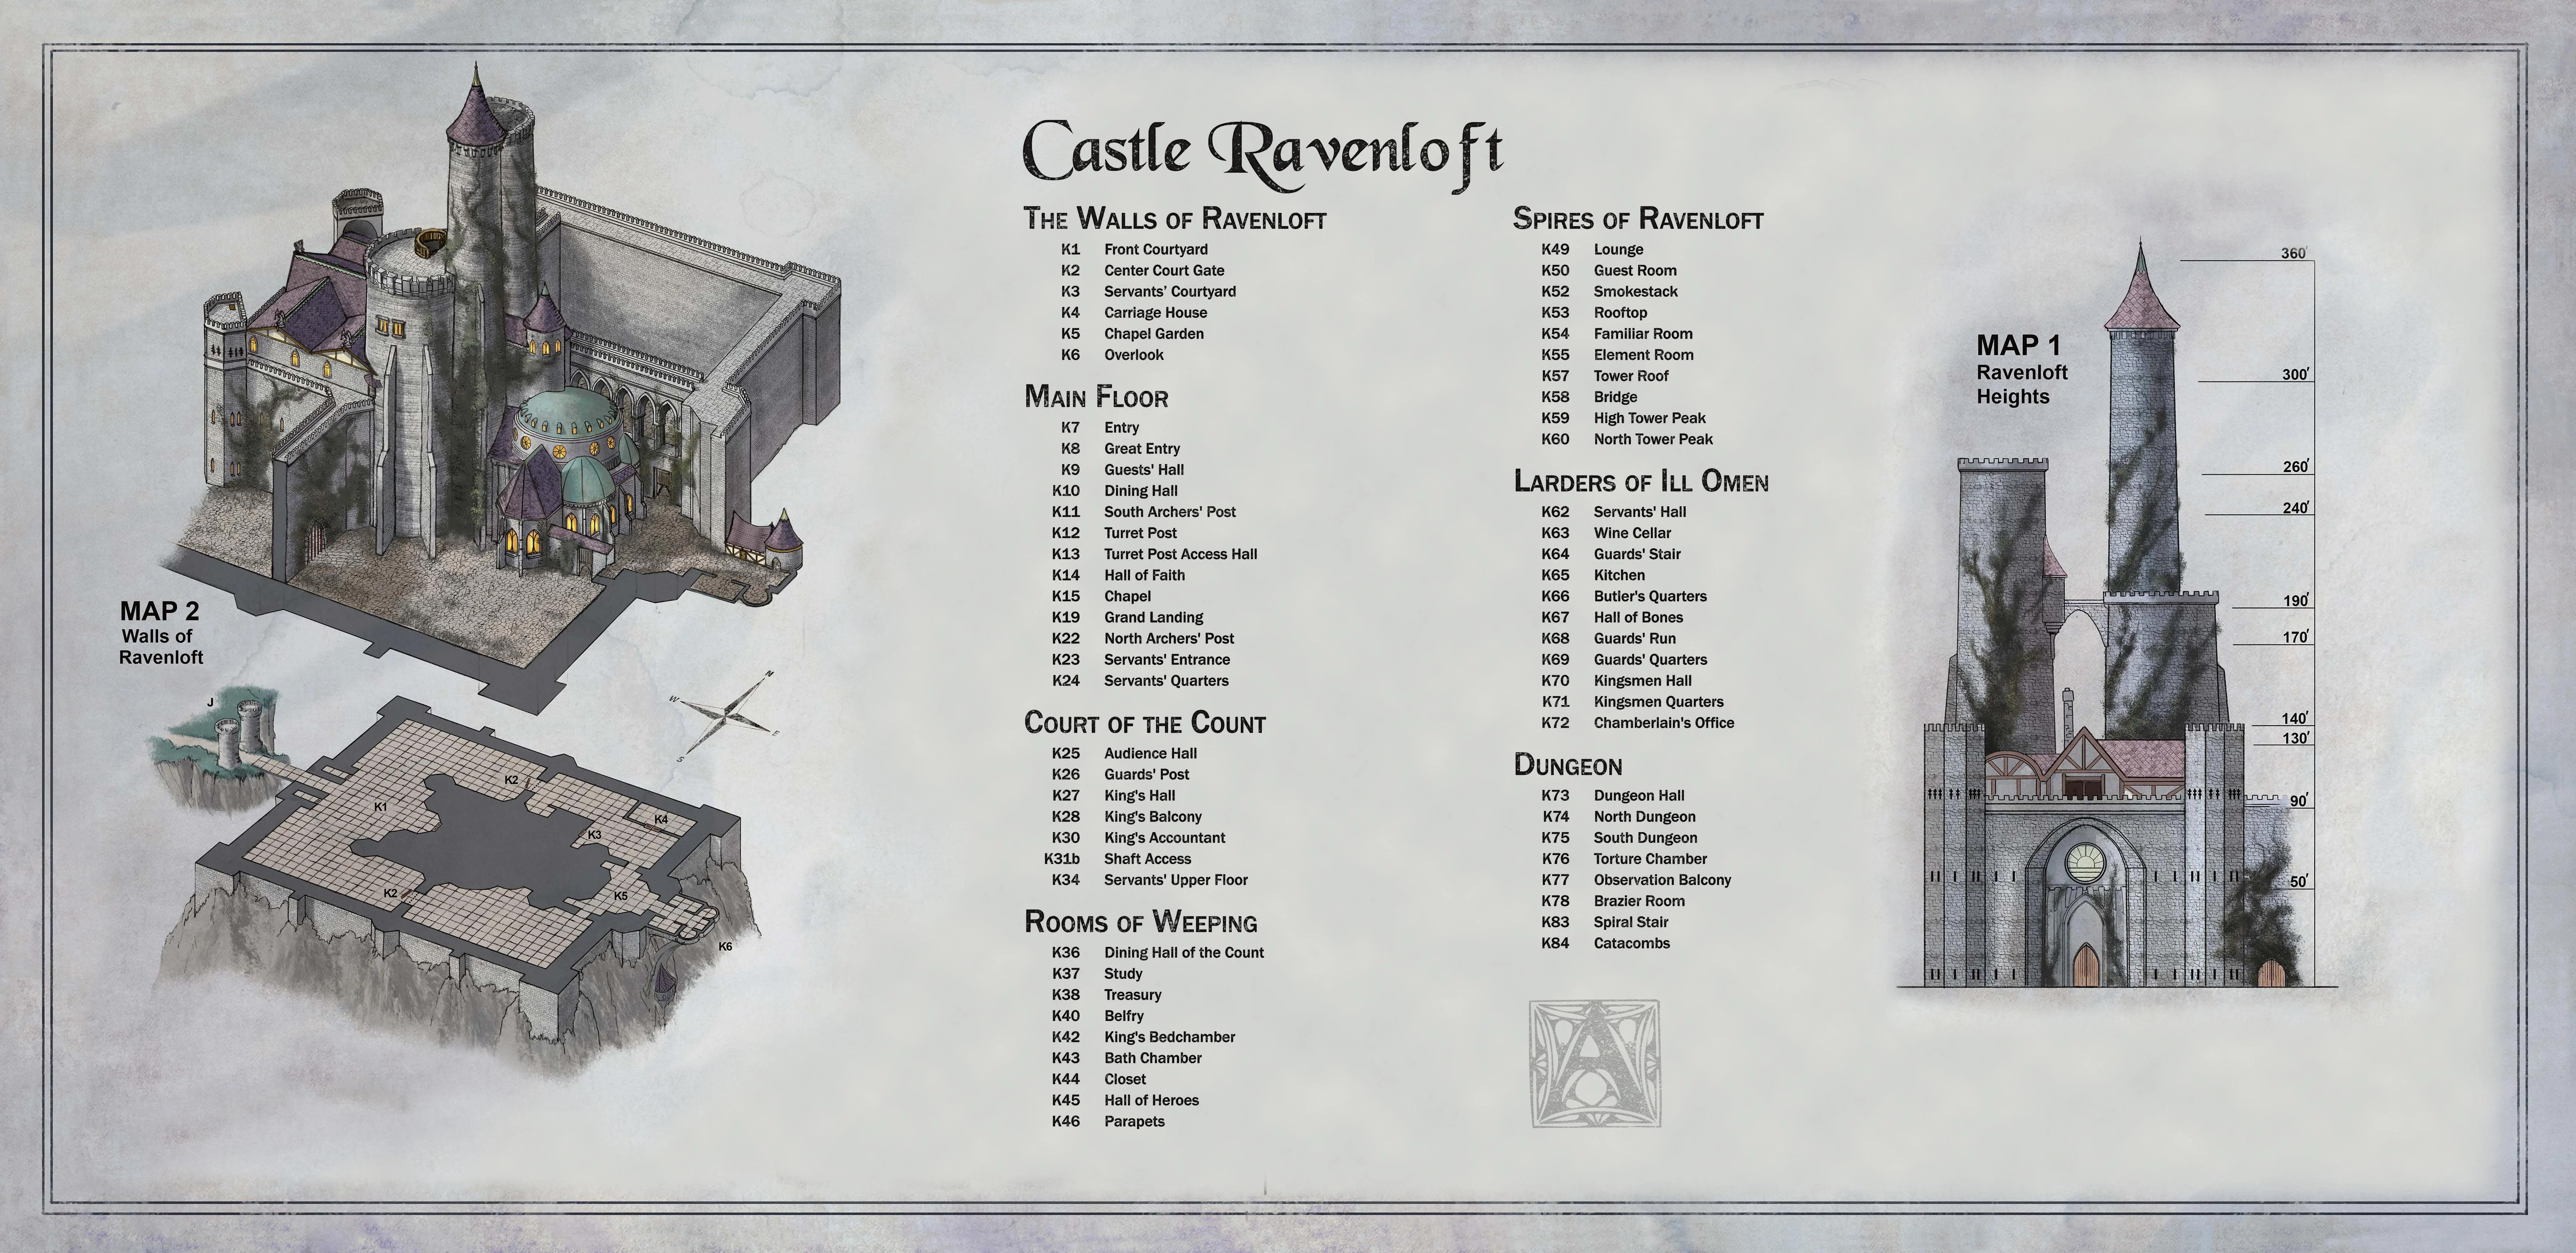 Castle Ravenloft
THE WALLS OF RAVENLOFT
K1 Front Courtyard
K2 Center Court Gate
K3 Servants' Courtyard
K4 Carriage House
K5 Chapel Garden
K6 Overlook
MAIN FLOOR
K7 Entry
K8 Great Entry
K9 Guests' Hall
K10 Dining Hall
K11 South Archers' Post
K12 Turret Post
K13 Turret Post Access Hall
K14 Hall of Faith
K15 Chapel
K19 Grand Landing
K22 North Archers' Post
K23 Servants' Entrance
K24 Servants' Quarters
COURT OF THE COUNT
K25 Audience Hall
K26 Guards' Post
K27 King's Hall
K28 King's Balcony
K30 King's Accountant
K31b Shaft Access
K34 Servants' Upper Floor
ROOMS OF WEEPING
K36 Dining Hall of the Count
K37 Study
K38 Treasury
K40 Belfry
K42 King's Bedchamber
K43 Bath Chamber
K44 Closet
K45 Hall of Heroes
K46 Parapets
SPIRES OF RAVENLOFT
K49 Lounge
K50 Guest Room
K52 Smokestack
K53 Rooftop
K54 Familiar Room
K55 Element Room
K57 Tower Roof
K58 Bridge
K59 High Tower Peak
K60 North Tower Peak
LARDERS OF ILL OMEN
K62 Servants' Hall
K63 Wine Cellar
K64 Guards' Stair
K65 Kitchen
K66 Butler's Quarters
K67 Hall of Bones
K68 Guards' Run
K69 Guards' Quarters
K70 Kingsmen Hall
K71 Kingsmen Quarters
K72 Chamberlain's Office
DUNGEON
K73 Dungeon Hall
K74 North Dungeon
K75 South Dungeon
K76 Torture Chamber
K77 Observation Balcony
K78 Brazier Room
K83 Spiral Stair
K84 Catacombs
A
MAP 2
Walls of
Ravenloft
N
W
E
S
J
K2
K1
K4
K3
K2
K5
K6
MAP 1
Ravenloft
Heights
360'
300'
260'
240'
190'
170'
140'
130'
90'
50'